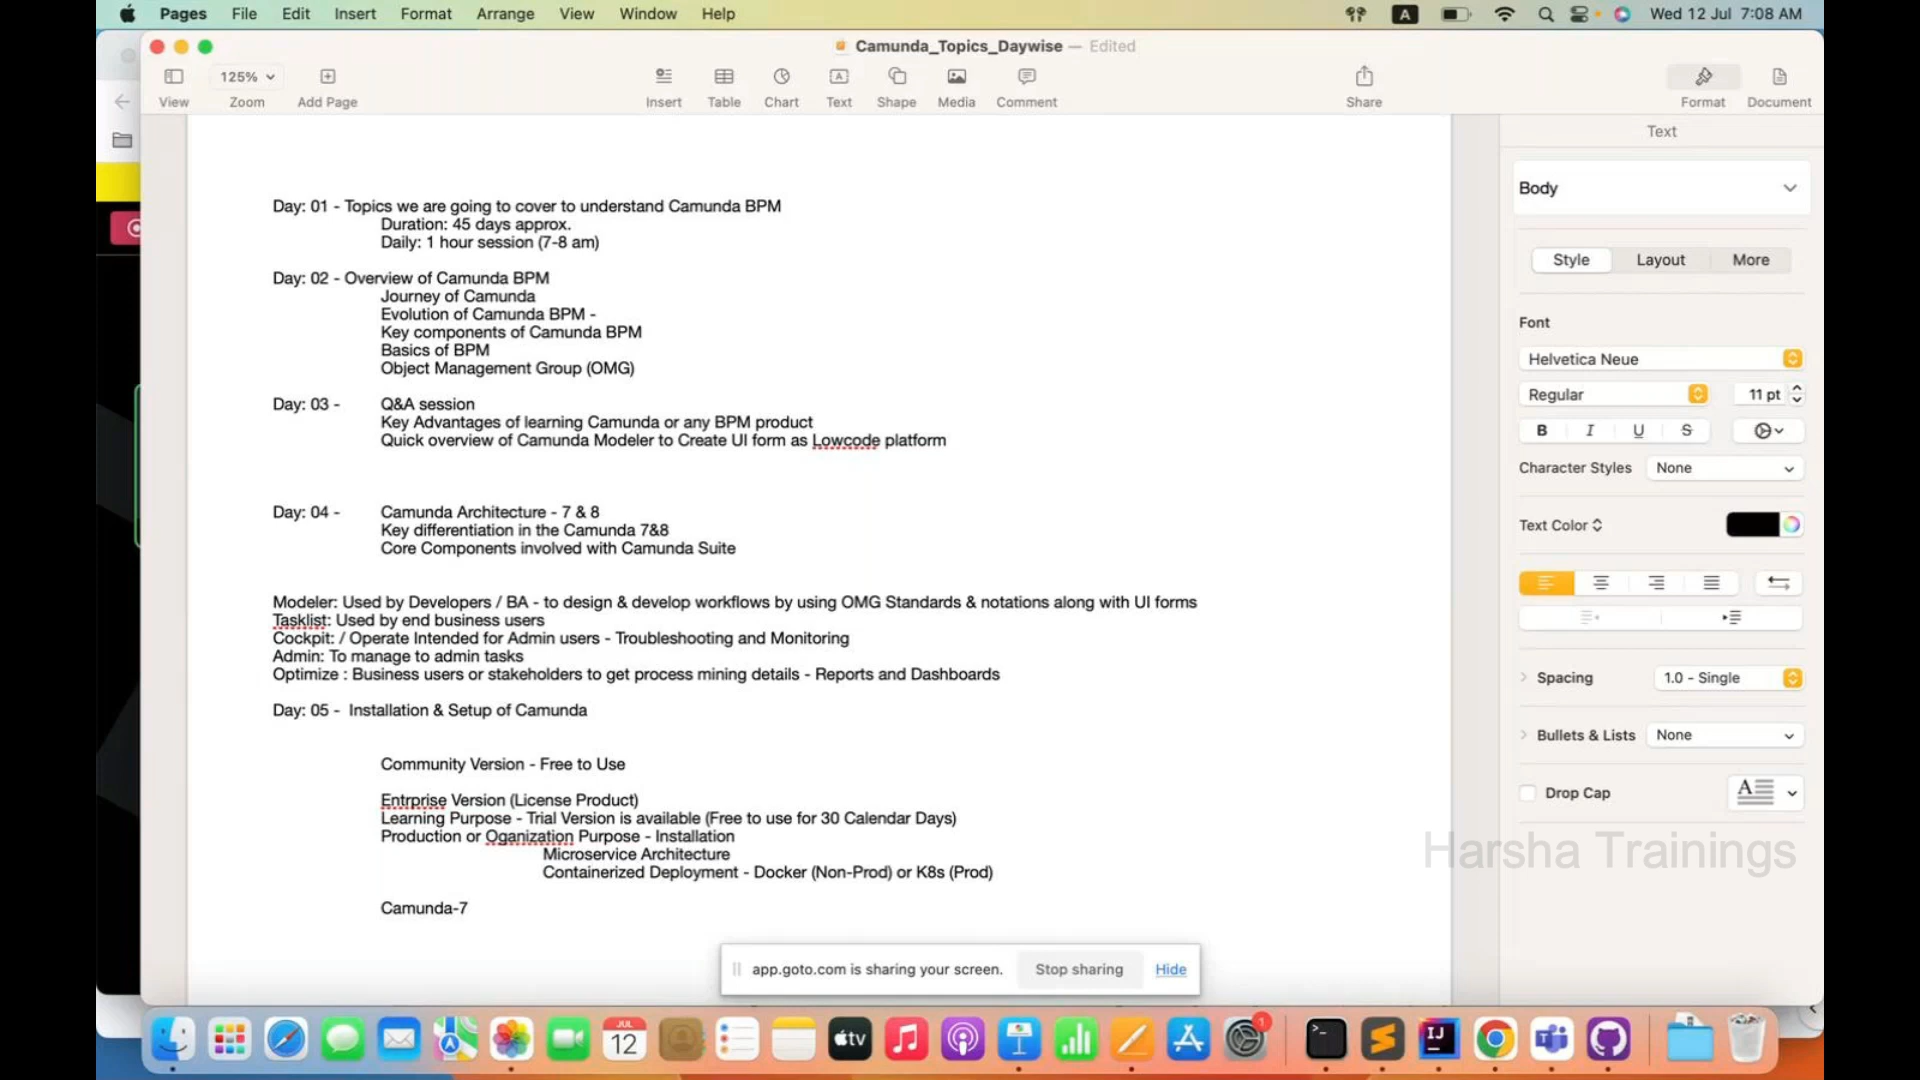 Pages File Edit Insert Format Arrange View Window Help A Wed 12 Jul 7:08 AM
Camunda_Topics_Daywise — Edited
125%
View Zoom Add Page Insert Table Chart Text Shape Media Comment Share Format Document
Text
Body
Style Layout More
Font
Helvetica Neue
Regular 11 pt
B I U S
Character Styles None
Text Color
Spacing 1.0 - Single
Bullets & Lists None
Drop Cap A
Day: 01 - Topics we are going to cover to understand Camunda BPM
Duration: 45 days approx.
Daily: 1 hour session (7-8 am)
Day: 02 - Overview of Camunda BPM
Journey of Camunda
Evolution of Camunda BPM -
Key components of Camunda BPM
Basics of BPM
Object Management Group (OMG)
Day: 03 - Q&A session
Key Advantages of learning Camunda or any BPM product
Quick overview of Camunda Modeler to Create UI form as Lowcode platform
Day: 04 - Camunda Architecture - 7 & 8
Key differentiation in the Camunda 7&8
Core Components involved with Camunda Suite
Modeler: Used by Developers / BA - to design & develop workflows by using OMG Standards & notations along with UI forms
Tasklist: Used by end business users
Cockpit: / Operate Intended for Admin users - Troubleshooting and Monitoring
Admin: To manage to admin tasks
Optimize : Business users or stakeholders to get process mining details - Reports and Dashboards
Day: 05 - Installation & Setup of Camunda
Community Version - Free to Use
Entrprise Version (License Product)
Learning Purpose - Trial Version is available (Free to use for 30 Calendar Days)
Production or Oganization Purpose - Installation
Microservice Architecture
Containerized Deployment - Docker (Non-Prod) or K8s (Prod)
Camunda-7
Harsha Trainings
app.goto.com is sharing your screen. Stop sharing Hide
JUL
12
tv
1
IJ